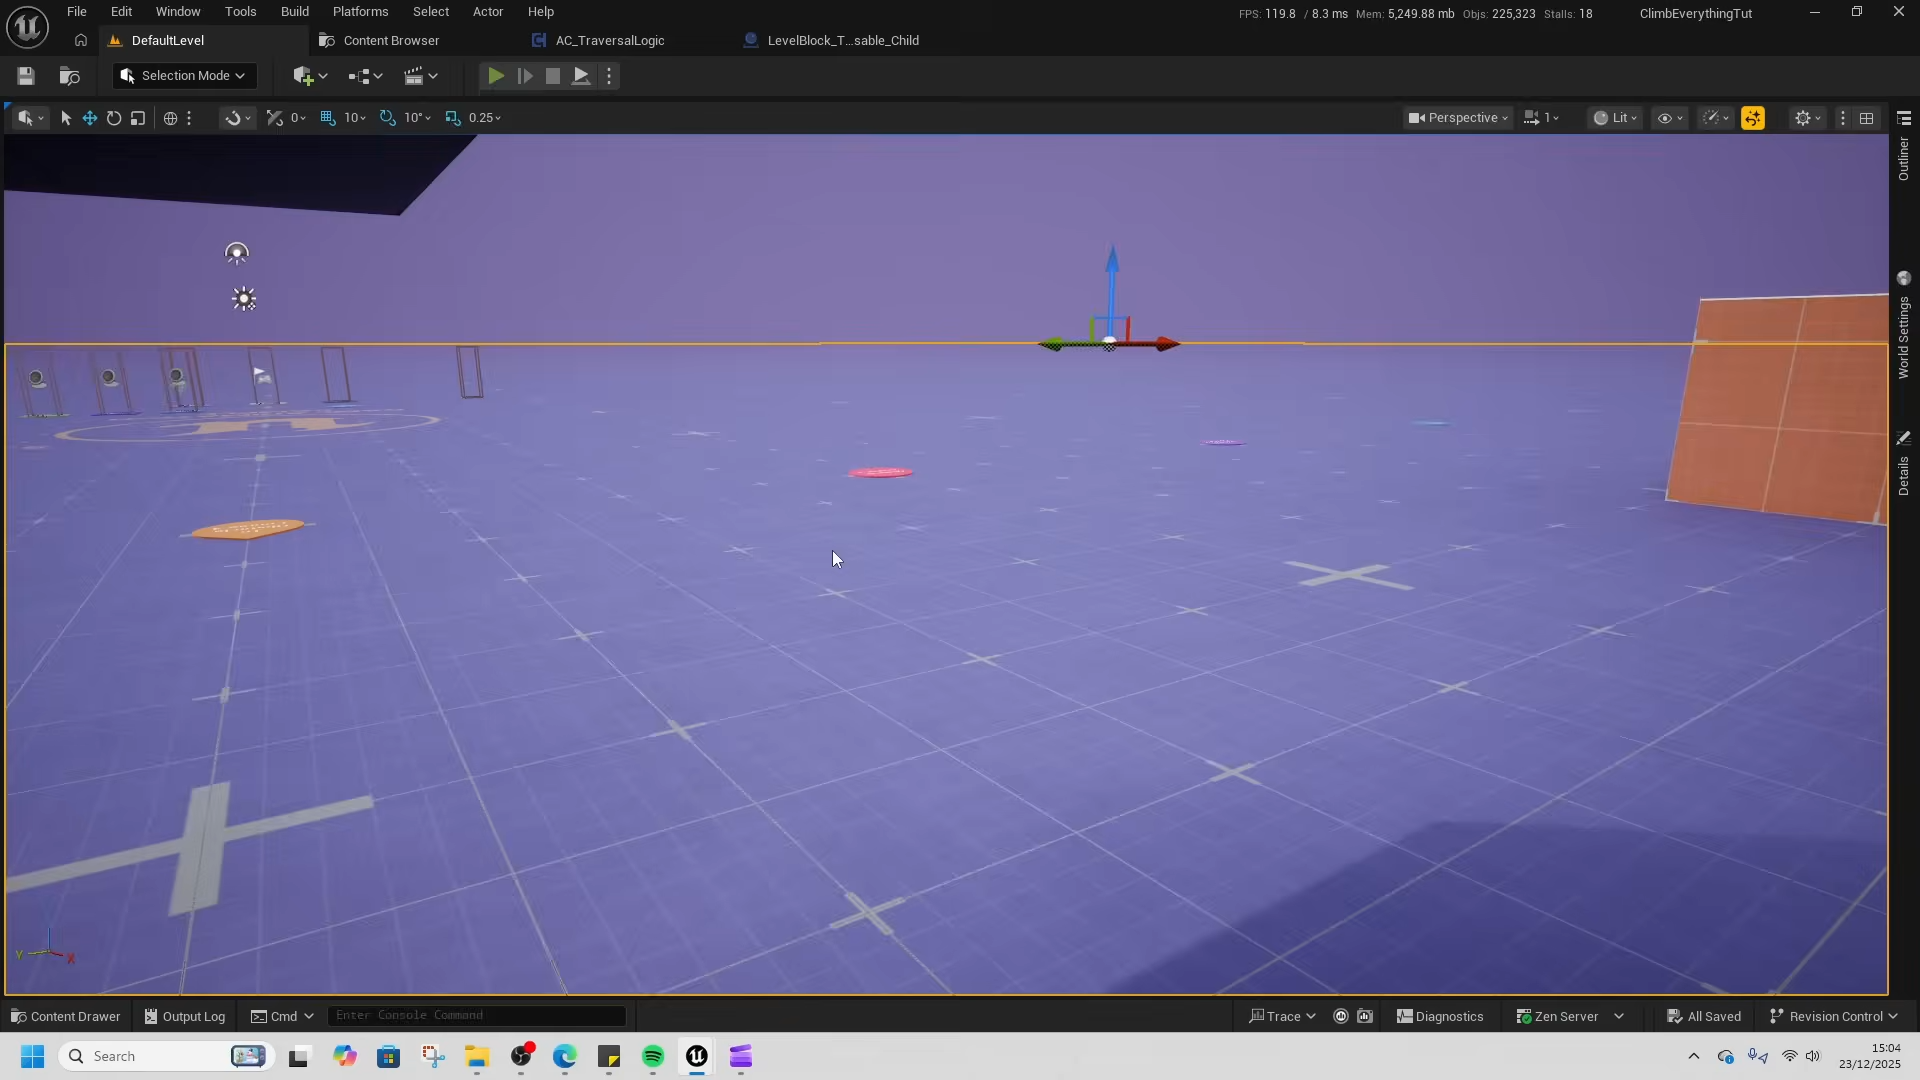 File Edit Window Tools Build Platforms Select Actor Help
FPS: 119.8 / 8.3 ms Mem: 5,249.88 mb Objs: 225,323 Stalls: 18
ClimbEverythingTut
DefaultLevel
Content Browser
AC_TraversalLogic
LevelBlock_T...sable_Child
Selection Mode
0
10
10°
0.25
Perspective
1
Lit
Outliner
World Settings
Details
Y
X
Content Drawer
Output Log
Cmd
Enter Console Command
Trace
Diagnostics
Zen Server
All Saved
Revision Control
Search
15:04
23/12/2025